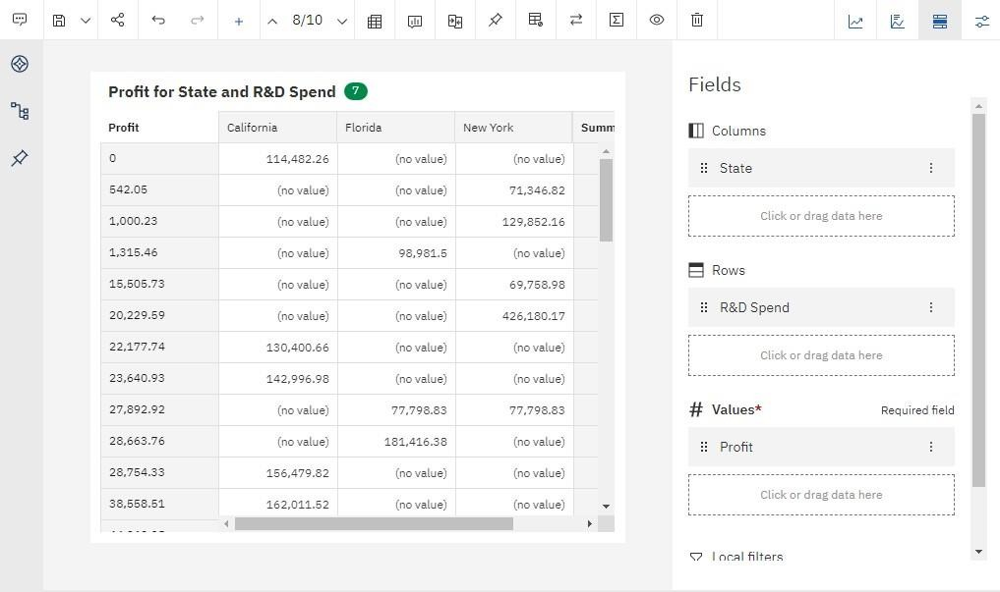 8/10
Profit for State and R&D Spend 7
Profit California Florida New York Summ
0 114,482.26 (no value) (no value)
542.05 (no value) (no value) 71,346.82
1,000.23 (no value) (no value) 129,852.16
1,315.46 (no value) 98,981.5 (no value)
15,505.73 (no value) (no value) 69,758.98
20,229.59 (no value) (no value) 426,180.17
22,177.74 130,400.66 (no value) (no value)
23,640.93 142,996.98 (no value) (no value)
27,892.92 (no value) 77,798.83 77,798.83
28,663.76 (no value) 181,416.38 (no value)
28,754.33 156,479.82 (no value) (no value)
38,558.51 162,011.52 (no value) (no value)
Fields
Columns
State
Click or drag data here
Rows
R&D Spend
Click or drag data here
Values* Required field
Profit
Click or drag data here
Local filters